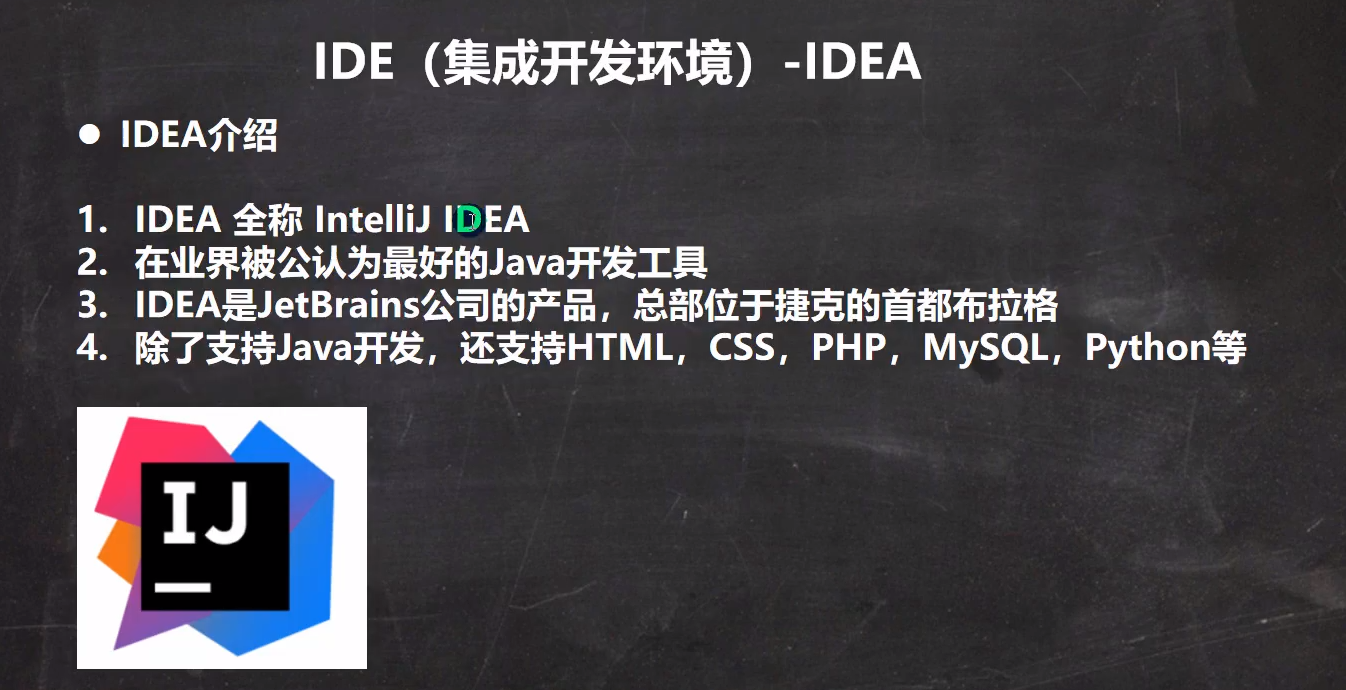 IDE（集成开发环境）-IDEA
● IDEA介绍
1. IDEA 全称 IntelliJ IDEA
2. 在业界被公认为最好的Java开发工具
3. IDEA是JetBrains公司的产品，总部位于捷克的首都布拉格
4. 除了支持Java开发，还支持HTML，CSS，PHP，MySQL，Python等
IJ